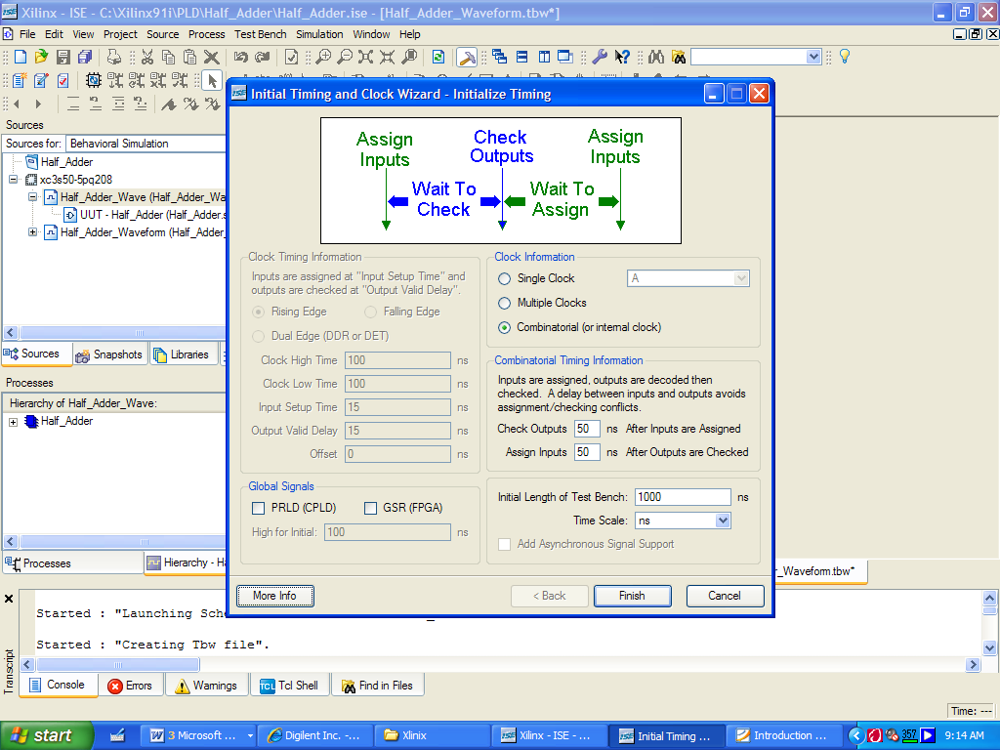 Xilinx - ISE - C:\Xilinx91i\PLD\Half_Adder\Half_Adder.ise - [Half_Adder_Waveform.tbw*]
File Edit View Project Source Process Test Bench Simulation Window Help
Sources
Sources for: Behavioral Simulation
Half_Adder
xc3s50-5pq208
Half_Adder_Wave (Half_Adder_Wa
UUT - Half_Adder (Half_Adder.s
Half_Adder_Waveform (Half_Adder_
Sources Snapshots Libraries
Processes
Hierarchy of Half_Adder_Wave:
Half_Adder
Processes Hierarchy - Ha
Initial Timing and Clock Wizard - Initialize Timing
Assign Inputs
Check Outputs
Assign Inputs
Wait To Check
Wait To Assign
Clock Timing Information
Inputs are assigned at "Input Setup Time" and
outputs are checked at "Output Valid Delay".
Rising Edge Falling Edge
Dual Edge (DDR or DET)
Clock High Time 100 ns
Clock Low Time 100 ns
Input Setup Time 15 ns
Output Valid Delay 15 ns
Offset 0 ns
Global Signals
PRLD (CPLD) GSR (FPGA)
High for Initial: 100 ns
Clock Information
Single Clock A
Multiple Clocks
Combinatorial (or internal clock)
Combinatorial Timing Information
Inputs are assigned, outputs are decoded then
checked. A delay between inputs and outputs avoids
assignment/checking conflicts.
Check Outputs 50 ns After Inputs are Assigned
Assign Inputs 50 ns After Outputs are Checked
Initial Length of Test Bench: 1000 ns
Time Scale: ns
Add Asynchronous Signal Support
More Info < Back Finish Cancel
r_Waveform.tbw*
Started : "Launching Sch
Started : "Creating Tbw file".
Transcript
Console Errors Warnings TCL Tcl Shell Find in Files
Time: ---
start 3 Microsoft ... Digilent Inc. -... Xlinix Xilinx - ISE - ... Initial Timing ... Introduction ... 357 9:14 AM